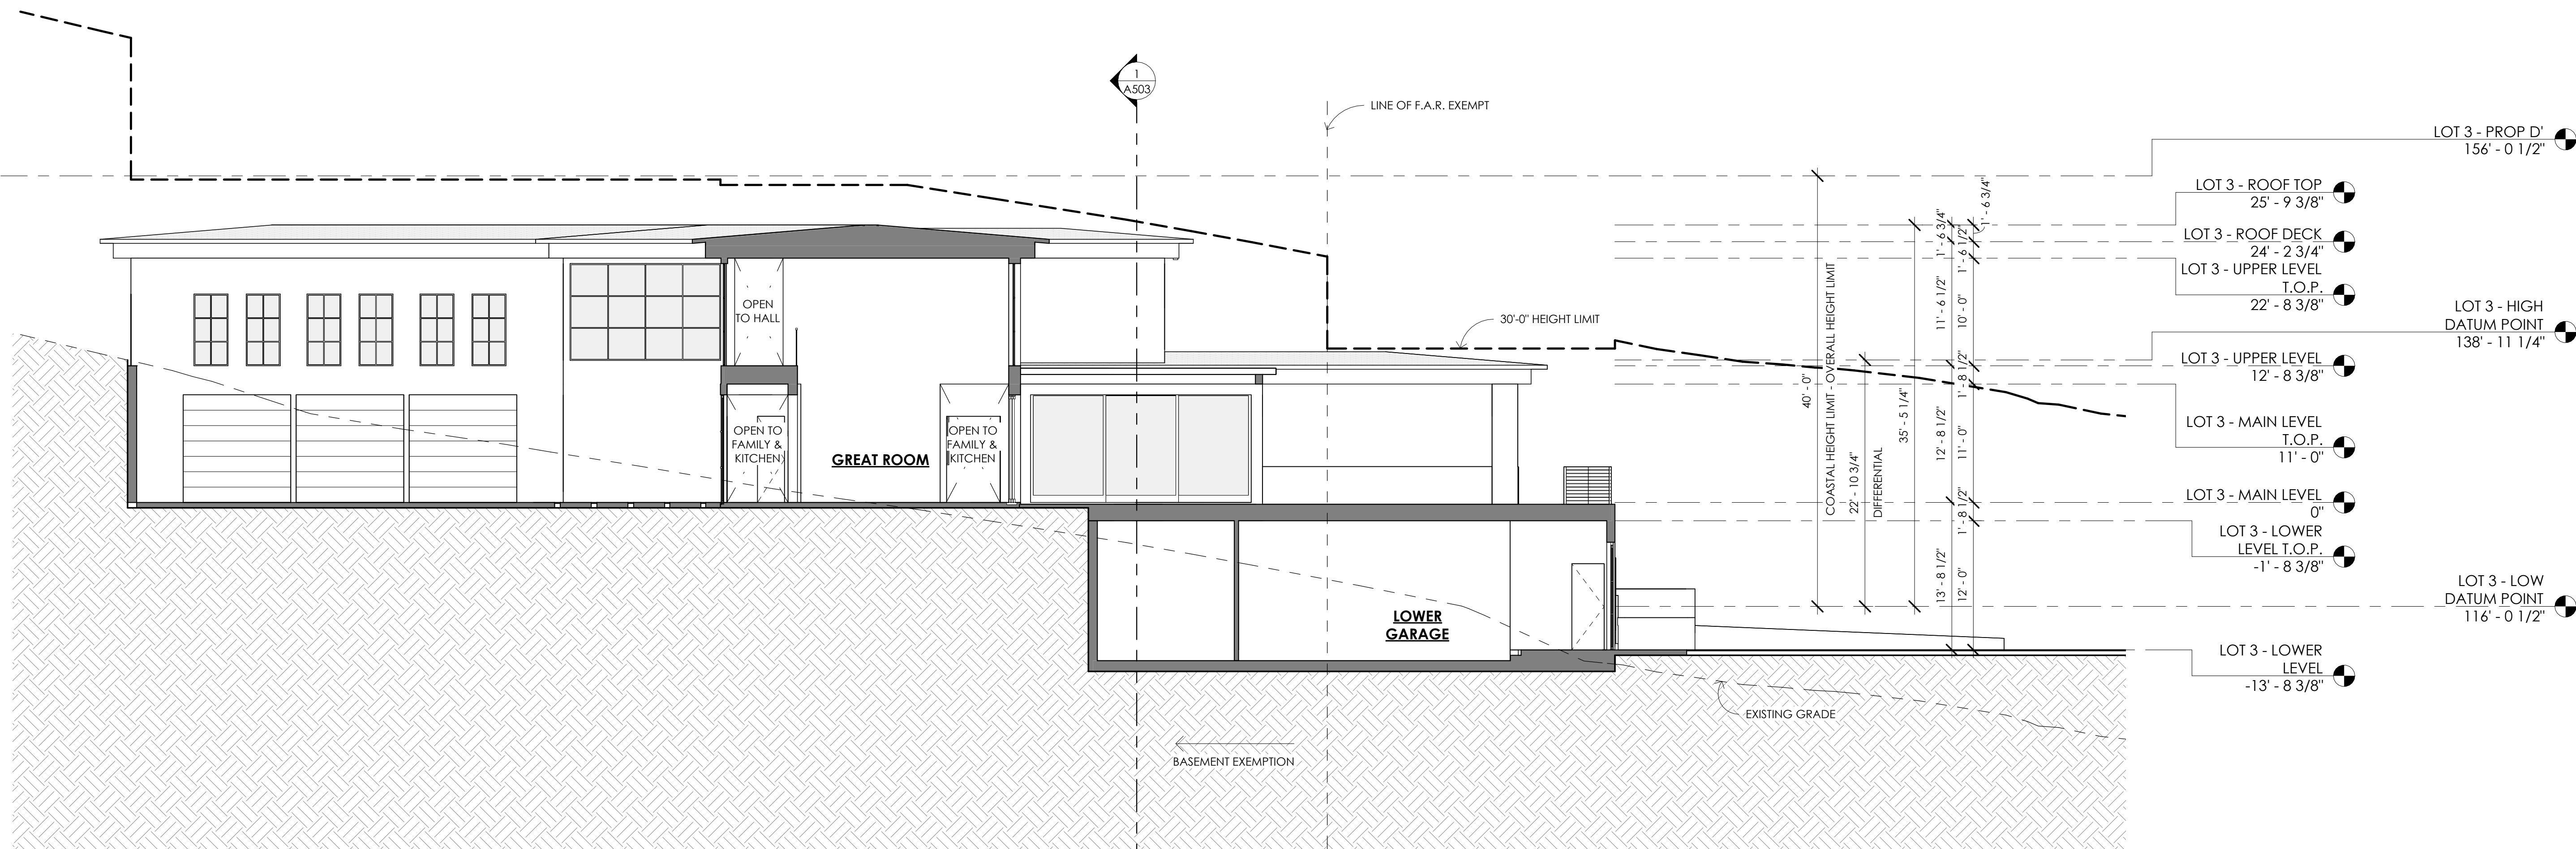 1
A503
LINE OF F.A.R. EXEMPT
30'-0" HEIGHT LIMIT
OPEN
TO HALL
OPEN TO
FAMILY &
KITCHEN
GREAT ROOM
OPEN TO
FAMILY &
KITCHEN
LOWER
GARAGE
EXISTING GRADE
BASEMENT EXEMPTION
40' - 0"
COASTAL HEIGHT LIMIT - OVERALL HEIGHT LIMIT
22' - 10 3/4"
DIFFERENTIAL
35' - 5 1/4"
1' - 6 3/4"
11' - 6 1/2"
12' - 8 1/2"
13' - 8 1/2"
1' - 6 3/4"
1' - 6 1/2"
10' - 0"
1' - 8 1/2"
11' - 0"
1' - 8 1/2"
12' - 0"
LOT 3 - PROP D'
156' - 0 1/2"
LOT 3 - ROOF TOP
25' - 9 3/8"
LOT 3 - ROOF DECK
24' - 2 3/4"
LOT 3 - UPPER LEVEL
T.O.P.
22' - 8 3/8"
LOT 3 - HIGH
DATUM POINT
138' - 11 1/4"
LOT 3 - UPPER LEVEL
12' - 8 3/8"
LOT 3 - MAIN LEVEL
T.O.P.
11' - 0"
LOT 3 - MAIN LEVEL
0"
LOT 3 - LOWER
LEVEL T.O.P.
-1' - 8 3/8"
LOT 3 - LOW
DATUM POINT
116' - 0 1/2"
LOT 3 - LOWER
LEVEL
-13' - 8 3/8"